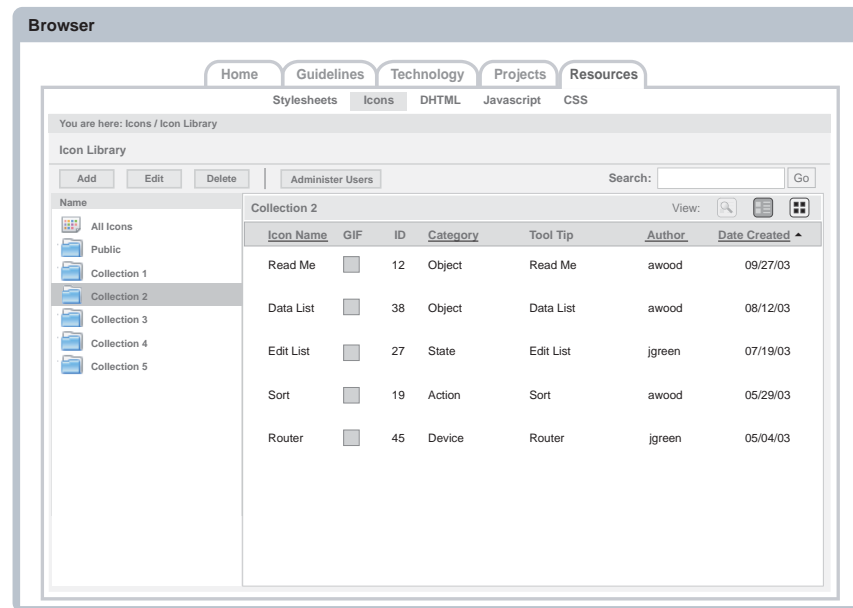 Browser
Home Guidelines Technology Projects Resources
Stylesheets Icons DHTML Javascript CSS
You are here: Icons / Icon Library
Icon Library
Add Edit Delete Administer Users Search: Go
Name
All Icons
Public
Collection 1
Collection 2
Collection 3
Collection 4
Collection 5
Collection 2 View:
Icon Name GIF ID Category Tool Tip Author Date Created
Read Me 12 Object Read Me awood 09/27/03
Data List 38 Object Data List awood 08/12/03
Edit List 27 State Edit List jgreen 07/19/03
Sort 19 Action Sort awood 05/29/03
Router 45 Device Router jgreen 05/04/03